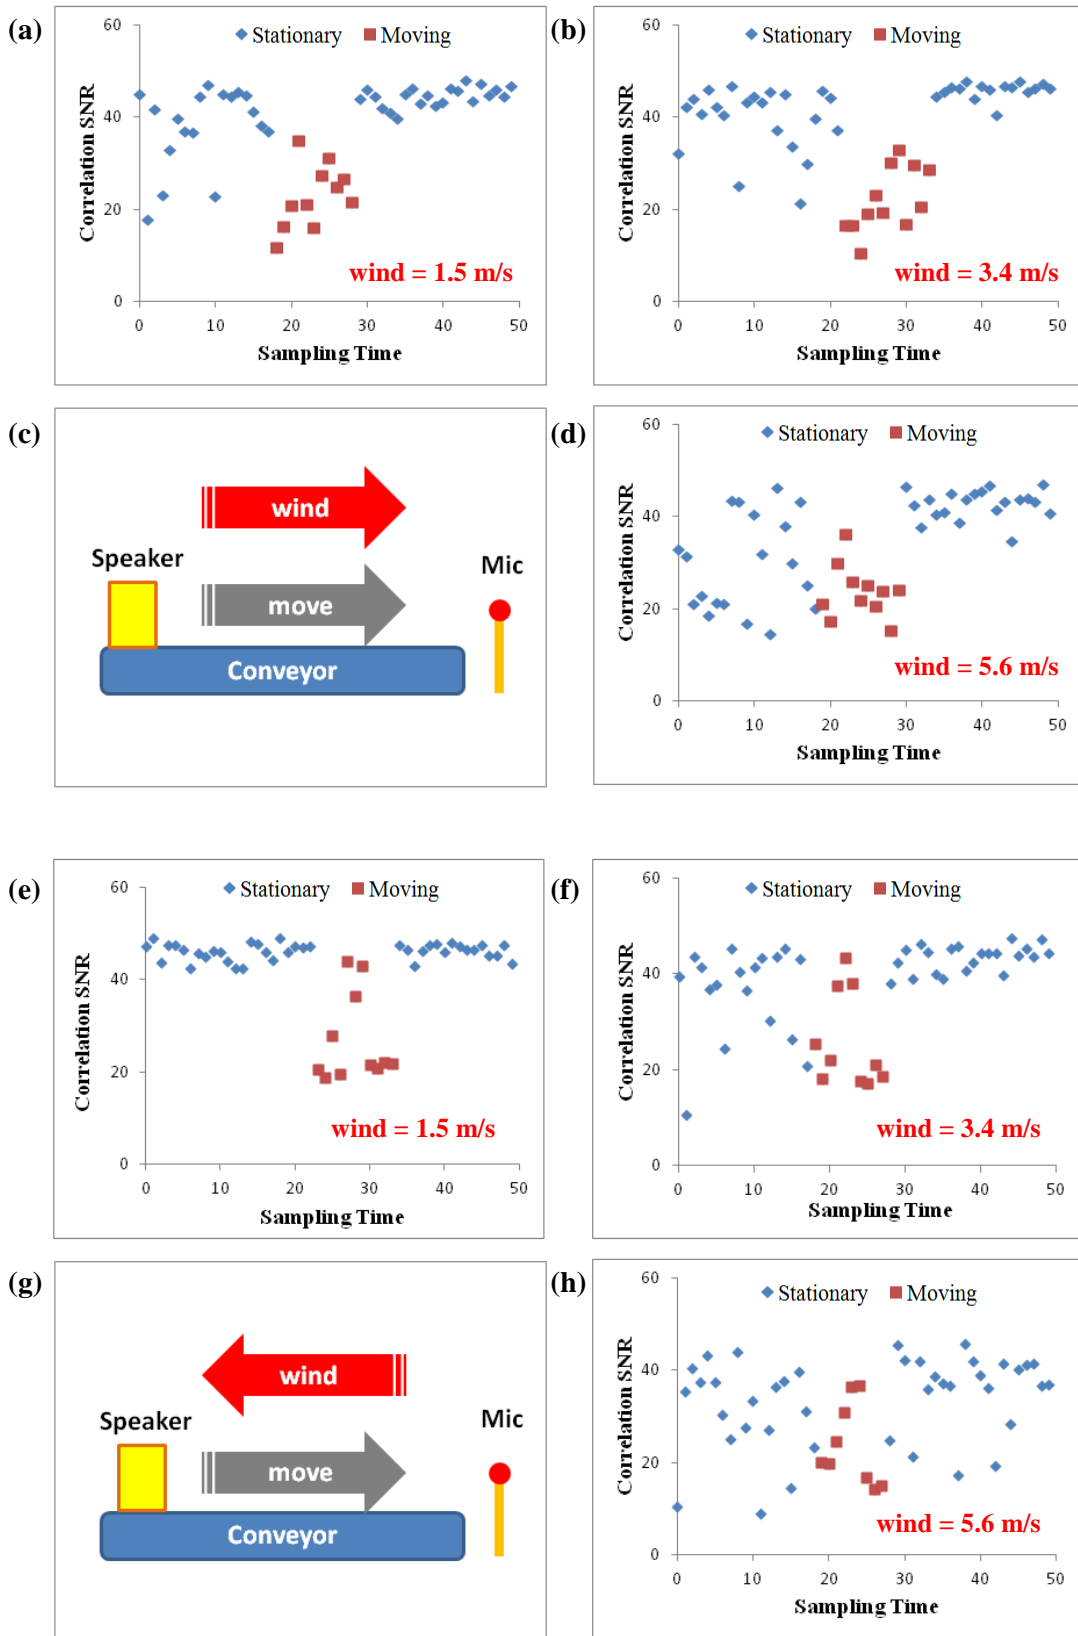 (a)
60
40
20
0
Stationary
Moving
Correlation SNR
wind = 1.5 m/s
0 10 20 30 40 50
Sampling Time
(b)
60
40
20
0
Stationary
Moving
Correlation SNR
wind = 3.4 m/s
0 10 20 30 40 50
Sampling Time
(c)
wind
Speaker
Mic
move
Conveyor
(d)
60
40
20
0
Stationary
Moving
Correlation SNR
wind = 5.6 m/s
0 10 20 30 40 50
Sampling Time
(e)
60
40
20
0
Stationary
Moving
Correlation SNR
wind = 1.5 m/s
0 10 20 30 40 50
Sampling Time
(f)
60
40
20
0
Stationary
Moving
Correlation SNR
wind = 3.4 m/s
0 10 20 30 40 50
Sampling Time
(g)
wind
Speaker
Mic
move
Conveyor
(h)
60
40
20
0
Stationary
Moving
Correlation SNR
wind = 5.6 m/s
0 10 20 30 40 50
Sampling Time